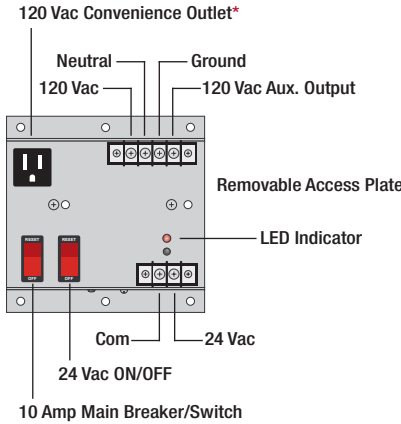 120 Vac Convenience Outlet*
Neutral
Ground
120 Vac
120 Vac Aux. Output
Removable Access Plate
LED Indicator
RESET
RESET
OFF
OFF
Com
24 Vac
24 Vac ON/OFF
10 Amp Main Breaker/Switch